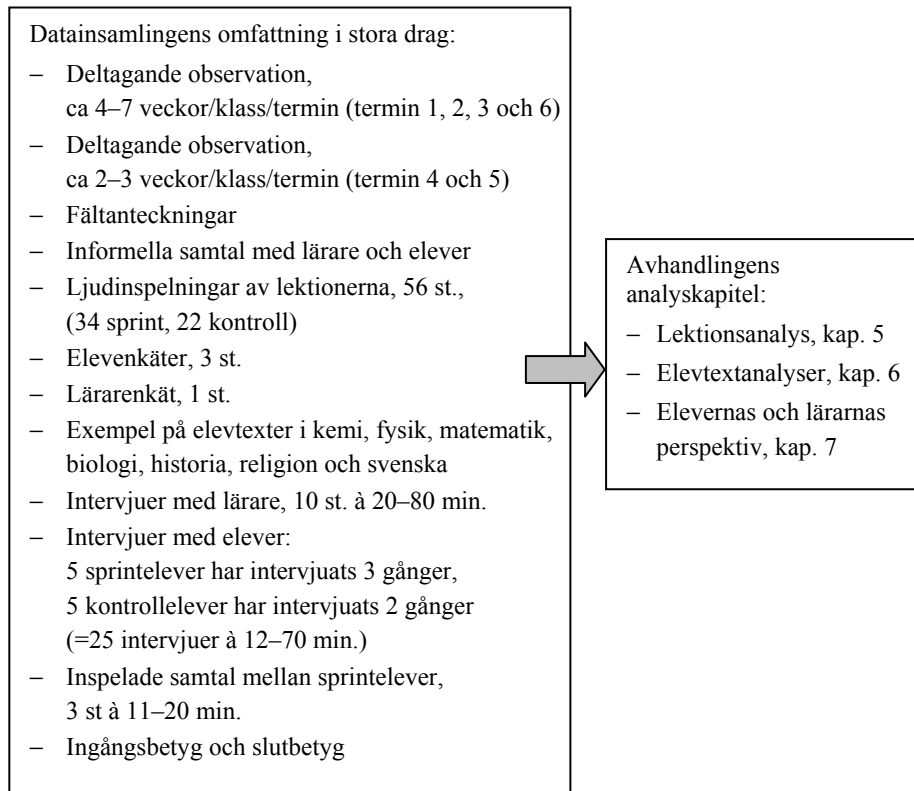 Datainsamlingens omfattning i stora drag:
– Deltagande observation,
ca 4–7 veckor/klass/termin (termin 1, 2, 3 och 6)
– Deltagande observation,
ca 2–3 veckor/klass/termin (termin 4 och 5)
– Fältanteckningar
– Informella samtal med lärare och elever
– Ljudinspelningar av lektionerna, 56 st.,
(34 sprint, 22 kontroll)
– Elevenkäter, 3 st.
– Lärarenkät, 1 st.
– Exempel på elevtexter i kemi, fysik, matematik,
biologi, historia, religion och svenska
– Intervjuer med lärare, 10 st. à 20–80 min.
– Intervjuer med elever:
5 sprintelever har intervjuats 3 gånger,
5 kontrollelever har intervjuats 2 gånger
(=25 intervjuer à 12–70 min.)
– Inspelade samtal mellan sprintelever,
3 st à 11–20 min.
– Ingångsbetyg och slutbetyg
Avhandlingens
analyskapitel:
– Lektionsanalys, kap. 5
– Elevtextanalyser, kap. 6
– Elevernas och lärarnas
perspektiv, kap. 7